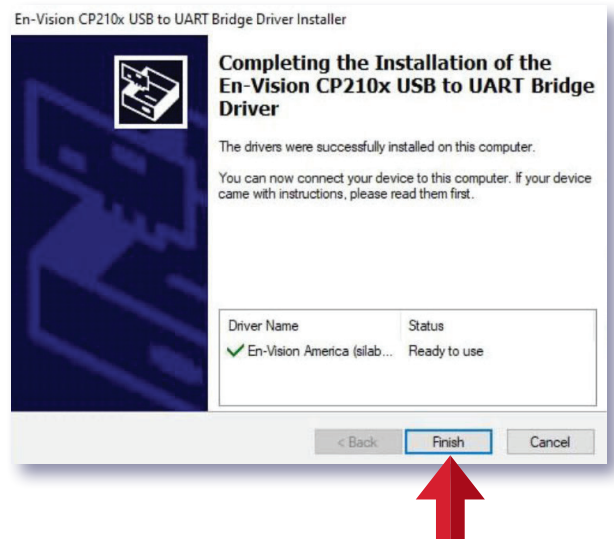 En-Vision CP210x USB to UART Bridge Driver Installer
Completing the Installation of the
En-Vision CP210x USB to UART Bridge
Driver
The drivers were successfully installed on this computer.
You can now connect your device to this computer. If your device
came with instructions, please read them first.
Driver Name Status
En-Vision America (silab... Ready to use
< Back Finish Cancel